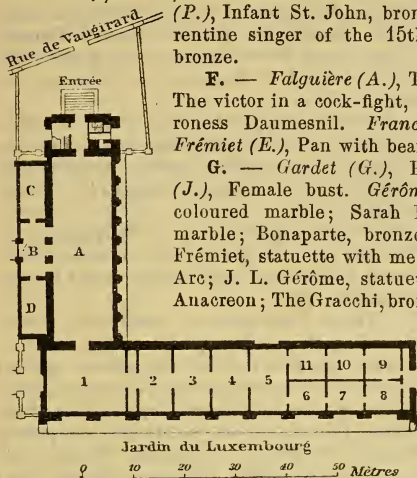 (P.), Infant St. John, bron
rentine singer of the 15th
bronze.
F. — Falguière (A.), T
The victor in a cock-fight,
roness Daumesnil. Franc
Frémiet (E.), Pan with bea
G. — Gardet (G.),
(J.), Female bust. Gérôm
coloured marble; Sarah
marble; Bonaparte, bronze
Frémiet, statuette with me
Arc; J. L. Gérôme, statue
Anacreon; The Gracchi, bro
Rue de Vaugirard
Entrée
C
B
A
D
1 2 3 4 5 11 10 9
6 7 8
Jardin du Luxembourg
0 10 20 30 40 50 Mètres